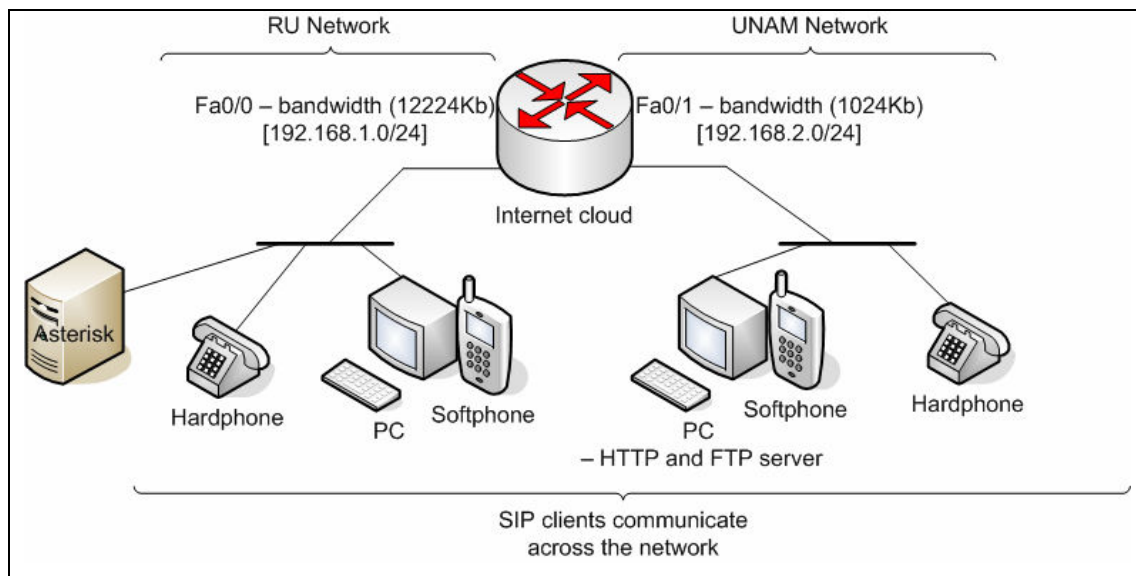 RU Network
UNAM Network
Fa0/0 – bandwidth (12224Kb)
[192.168.1.0/24]
Fa0/1 – bandwidth (1024Kb)
[192.168.2.0/24]
Internet cloud
Asterisk
Hardphone
PC
Softphone
PC
– HTTP and FTP server
Softphone
Hardphone
SIP clients communicate
across the network